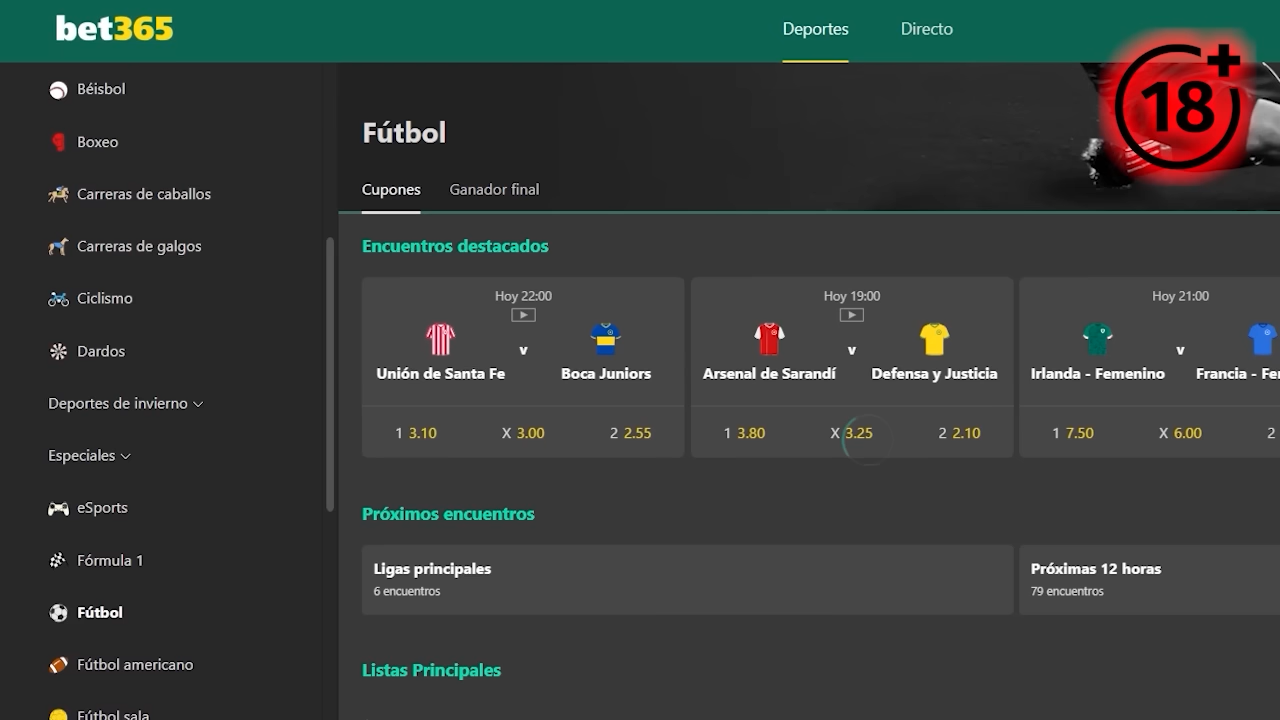 bet365
Deportes
Directo
18+
Béisbol
Boxeo
Carreras de caballos
Carreras de galgos
Ciclismo
Dardos
Deportes de invierno
Especiales
eSports
Fórmula 1
Fútbol
Fútbol americano
Fútbol sala
Fútbol
Cupones Ganador final
Encuentros destacados
Hoy 22:00
v
Unión de Santa Fe Boca Juniors
1 3.10 X 3.00 2 2.55
Hoy 19:00
v
Arsenal de Sarandí Defensa y Justicia
1 3.80 X 3.25 2 2.10
Hoy 21:00
v
Irlanda - Femenino Francia - Fe
1 7.50 X 6.00 2
Próximos encuentros
Ligas principales
6 encuentros
Próximas 12 horas
79 encuentros
Listas Principales